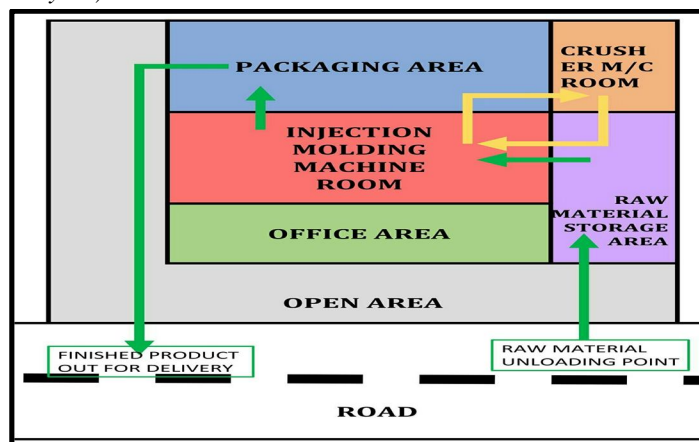 PACKAGING AREA
CRUSH
ER M/C
ROOM
INJECTION
MOLDING
MACHINE
ROOM
RAW
MATERIAL
STORAGE
AREA
OFFICE AREA
OPEN AREA
FINISHED PRODUCT
OUT FOR DELIVERY
RAW MATERIAL
UNLOADING POINT
ROAD